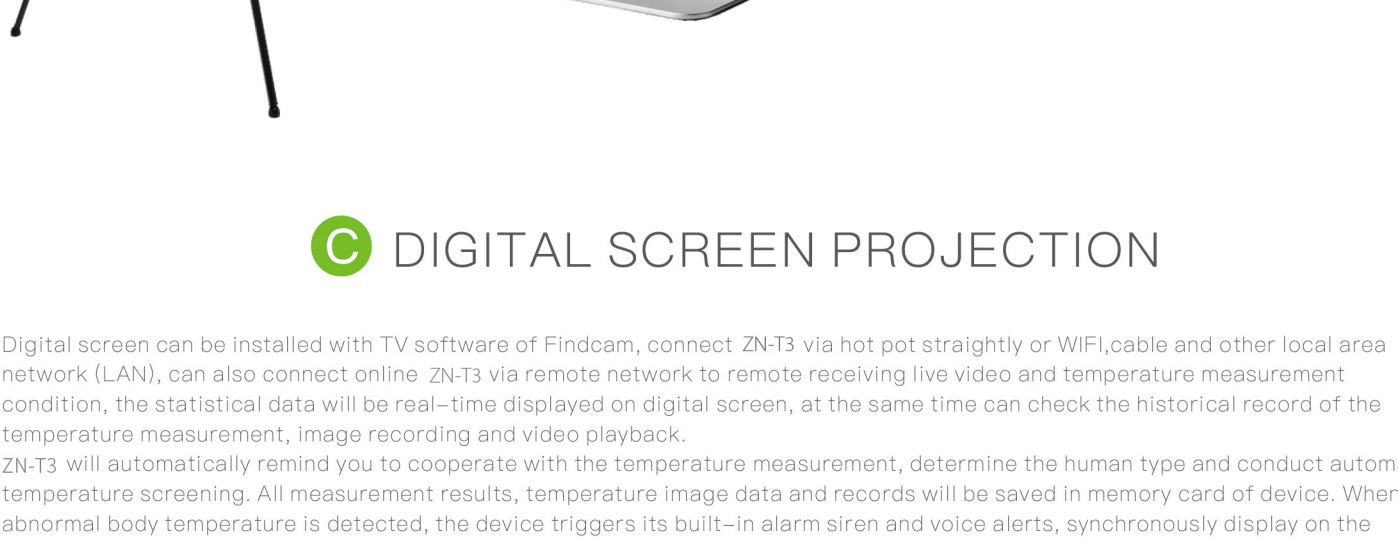 C DIGITAL SCREEN PROJECTION
Digital screen can be installed with TV software of Findcam, connect ZN-T3 via hot pot straightly or WIFI,cable and other local area
network (LAN), can also connect online ZN-T3 via remote network to remote receiving live video and temperature measurement
condition, the statistical data will be real-time displayed on digital screen, at the same time can check the historical record of the
temperature measurement, image recording and video playback.
ZN-T3 will automatically remind you to cooperate with the temperature measurement, determine the human type and conduct
temperature screening. All measurement results, temperature image data and records will be saved in memory card of device.
abnormal body temperature is detected, the device triggers its built-in alarm siren and voice alerts, synchronously display on the